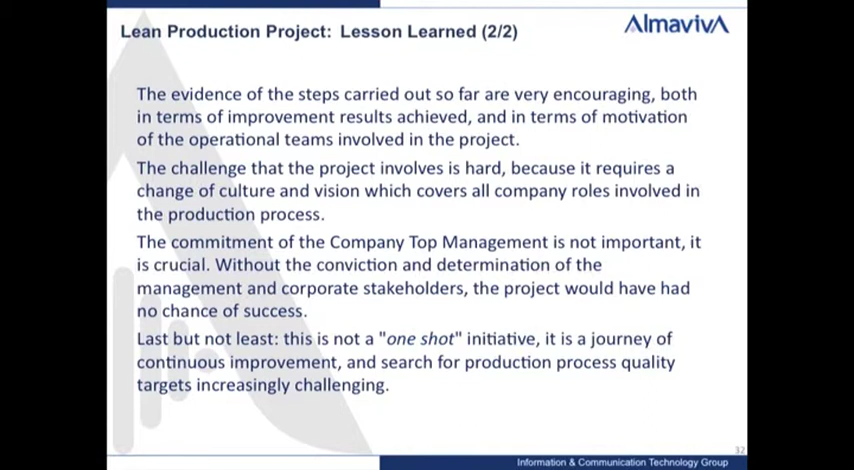 Lean Production Project: Lesson Learned (2/2)
AlmavivA
The evidence of the steps carried out so far are very encouraging, both
in terms of improvement results achieved, and in terms of motivation
of the operational teams involved in the project.
The challenge that the project involves is hard, because it requires a
change of culture and vision which covers all company roles involved in
the production process.
The commitment of the Company Top Management is not important, it
is crucial. Without the conviction and determination of the
management and corporate stakeholders, the project would have had
no chance of success.
Last but not least: this is not a "one shot" initiative, it is a journey of
continuous improvement, and search for production process quality
targets increasingly challenging.
32
Information & Communication Technology Group